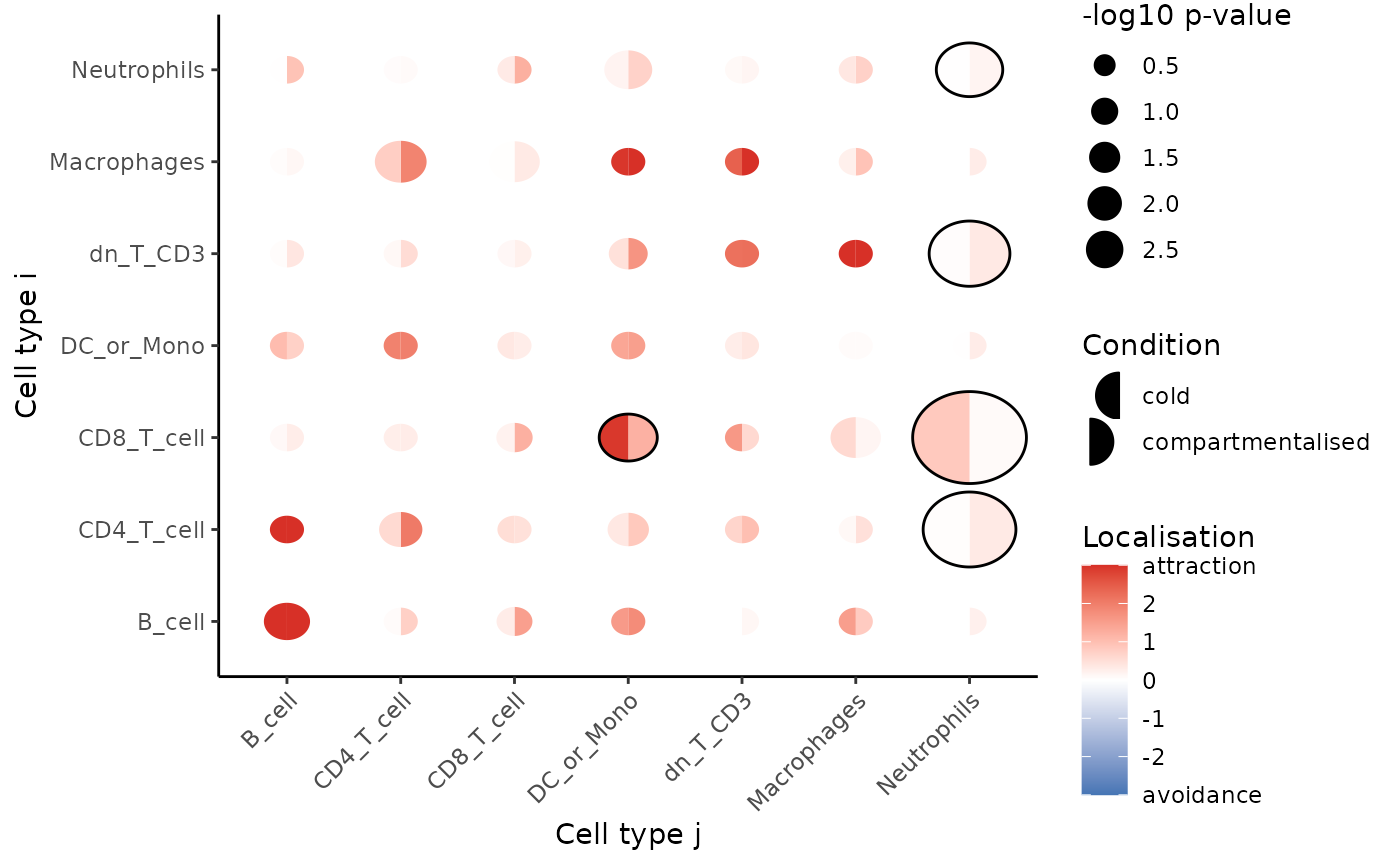 Neutrophils
Macrophages
dn_T_CD3
DC_or_Mono
CD8_T_cell
CD4_T_cell
B_cell
Cell type i
B_cell
CD4_T_cell
CD8_T_cell
DC_or_Mono
dn_T_CD3
Macrophages
Neutrophils
Cell type j
-log10 p-value
0.5
1.0
1.5
2.0
2.5
Condition
cold
compartmentalised
Localisation
attraction
2
1
0
-1
-2
avoidance